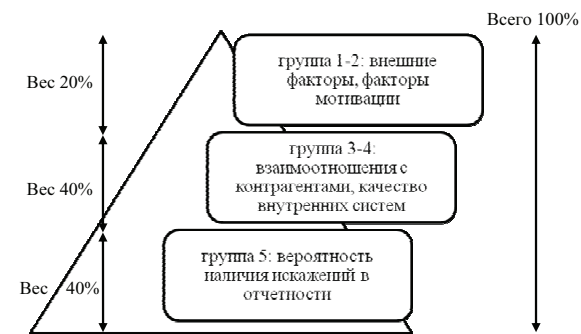 Всего 100%
Вес 20%
группа 1-2: внешние
факторы, факторы
мотивации
Вес 40%
группа 3-4:
взаимоотношения с
контрагентами, качество
внутренних систем
Вес 40%
группа 5: вероятность
наличия искажений в
отчетности